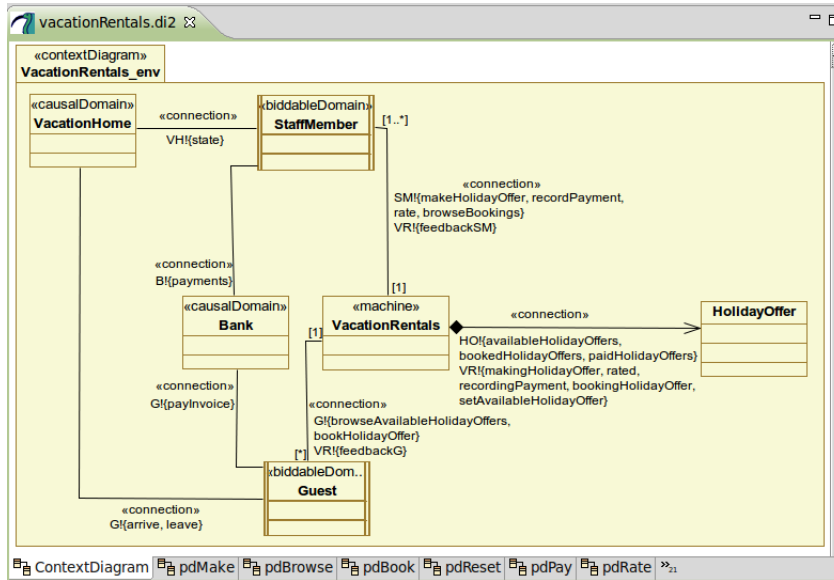 vacationRentals.di2
«contextDiagram»
VacationRentals_env
«causalDomain»
VacationHome
«connection»
VH!{state}
«biddableDomain»
StaffMember
[1..*]
«connection»
SM!{makeHolidayOffer, recordPayment,
rate, browseBookings}
VR!{feedbackSM}
«connection»
B!{payments}
[1]
«causalDomain»
Bank
«machine»
VacationRentals
[1]
«connection»
HolidayOffer
HO!{availableHolidayOffers,
bookedHolidayOffers, paidHolidayOffers}
VR!{makingHolidayOffer, rated,
recordingPayment, bookingHolidayOffer,
setAvailableHolidayOffer}
«connection»
G!{payInvoice}
«connection»
G!{browseAvailableHolidayOffers,
bookHolidayOffer}
VR!{feedbackG}
[*]
«biddableDom..
Guest
«connection»
G!{arrive, leave}
ContextDiagram pdMake pdBrowse pdBook pdReset pdPay pdRate »21